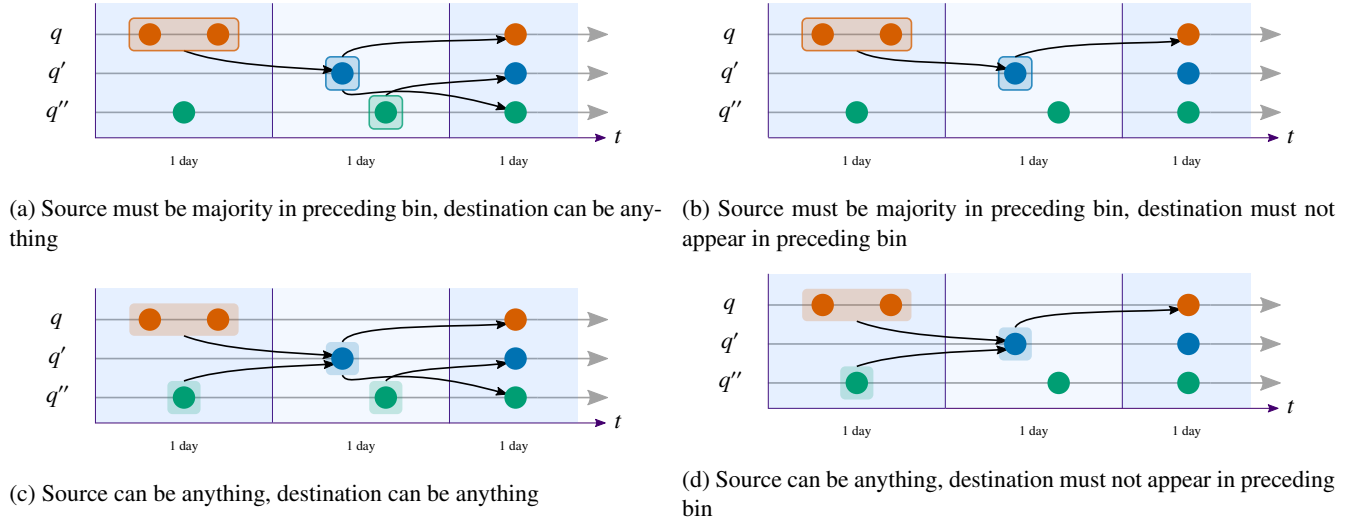 q
q′
q″
t
1 day
1 day
1 day
(a) Source must be majority in preceding bin, destination can be any-
thing
q
q′
q″
t
1 day
1 day
1 day
(b) Source must be majority in preceding bin, destination must not
appear in preceding bin
q
q′
q″
t
1 day
1 day
1 day
(c) Source can be anything, destination can be anything
q
q′
q″
t
1 day
1 day
1 day
(d) Source can be anything, destination must not appear in preceding
bin